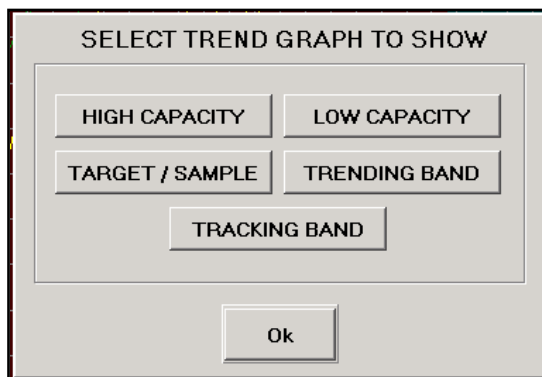 SELECT TREND GRAPH TO SHOW
HIGH CAPACITY
LOW CAPACITY
TARGET / SAMPLE
TRENDING BAND
TRACKING BAND
Ok